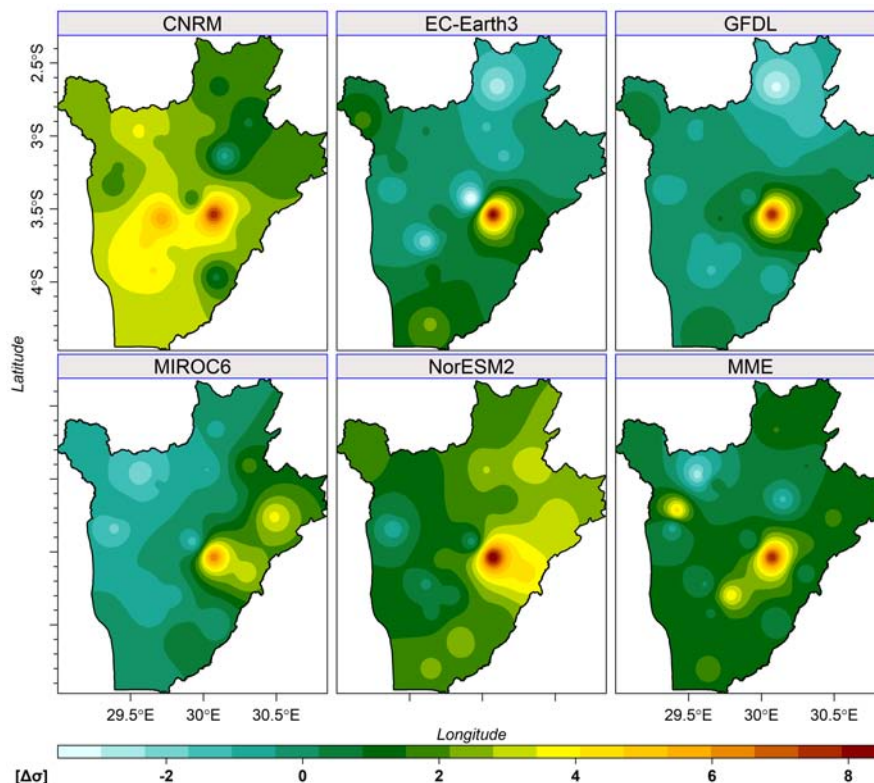 CNRM EC-Earth3 GFDL
2.5°S
3°S
3.5°S
4°S
Latitude
MIROC6 NorESM2 MME
29.5°E 30°E 30.5°E 29.5°E 30°E 30.5°E
Longitude
[Δσ] -2 0 2 4 6 8